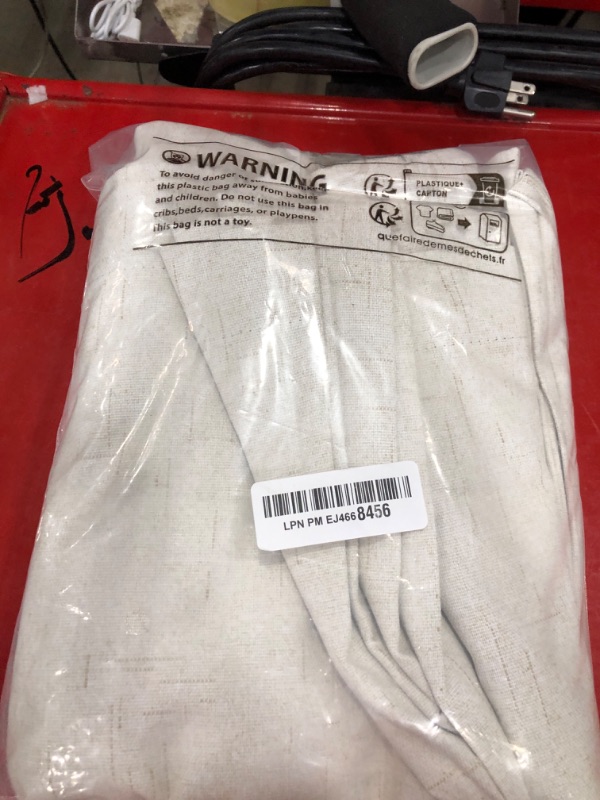 WARNING
To avoid danger of
this plastic bag away from babies
and children. Do not use this bag in
cribs,beds,carriages, or playpens.
This bag is not a toy.
PLASTIQUE+
CARTON
quefairedemesdechets.fr
LPN PM EJ4668456